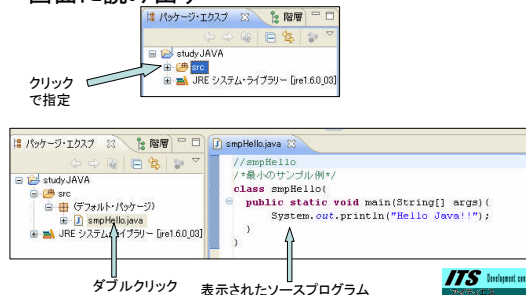 パッケージ・エクスプ
階層
studyJAVA
src
JRE システム・ライブラリー [jre1.6.0_03]
クリック
で指定
パッケージ・エクスプ
階層
studyJAVA
src
(デフォルト・パッケージ)
smpHello.java
JRE システム・ライブラリー [jre1.6.0_03]
smpHello.java
//smpHello
/*最小のサンプル例*/
class smpHello{
public static void main(String[] args){
System.out.println("Hello Java!!");
}
}
ダブルクリック
表示されたソースプログラム
ITS Development.com